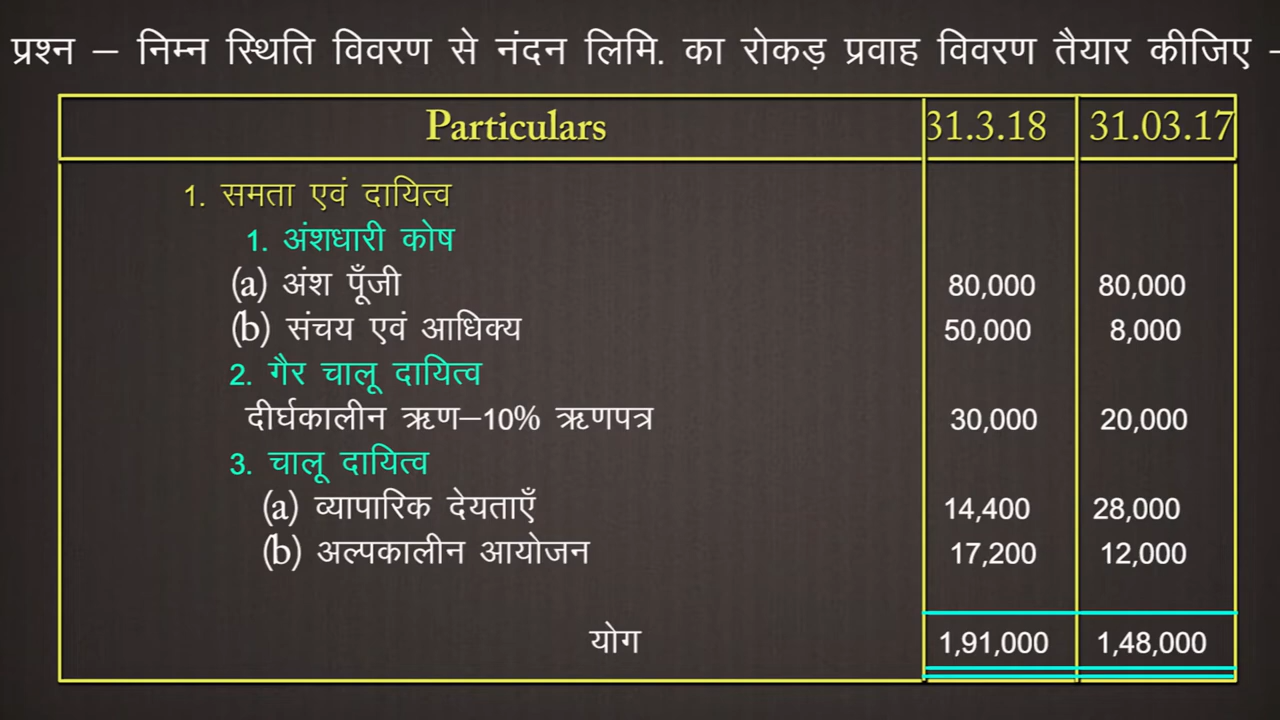 प्रश्न – निम्न स्थिति विवरण से नंदन लिमि. का रोकड़ प्रवाह विवरण तैयार कीजिए –
Particulars 31.3.18 31.03.17
1. समता एवं दायित्व
1. अंशधारी कोष
(a) अंश पूँजी 80,000 80,000
(b) संचय एवं आधिक्य 50,000 8,000
2. गैर चालू दायित्व
दीर्घकालीन ऋण–10% ऋणपत्र 30,000 20,000
3. चालू दायित्व
(a) व्यापारिक देयताएँ 14,400 28,000
(b) अल्पकालीन आयोजन 17,200 12,000
योग 1,91,000 1,48,000